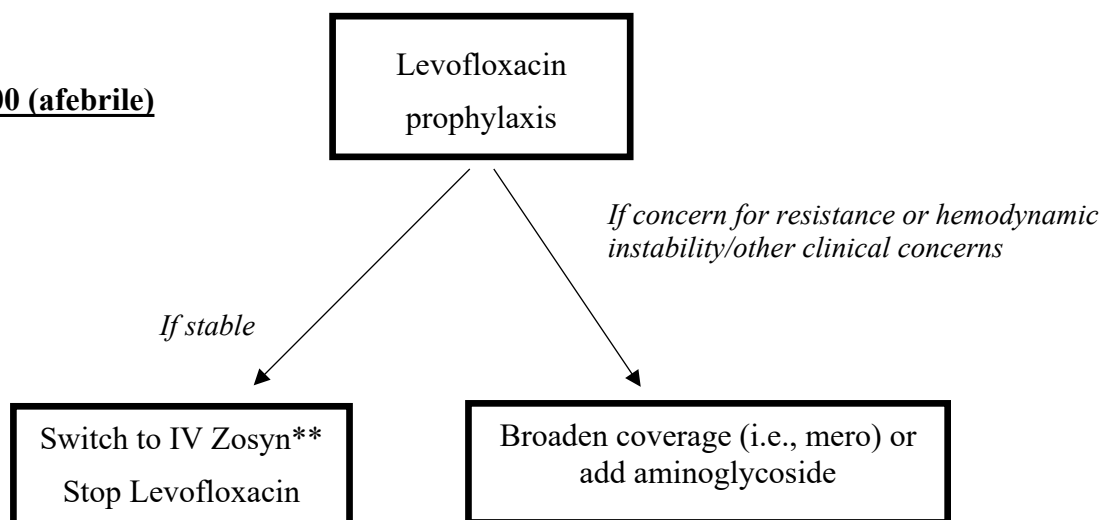 Levofloxacin
prophylaxis
00 (afebrile)
If concern for resistance or hemodynamic
instability/other clinical concerns
If stable
Switch to IV Zosyn**
Stop Levofloxacin
Broaden coverage (i.e., mero) or
add aminoglycoside